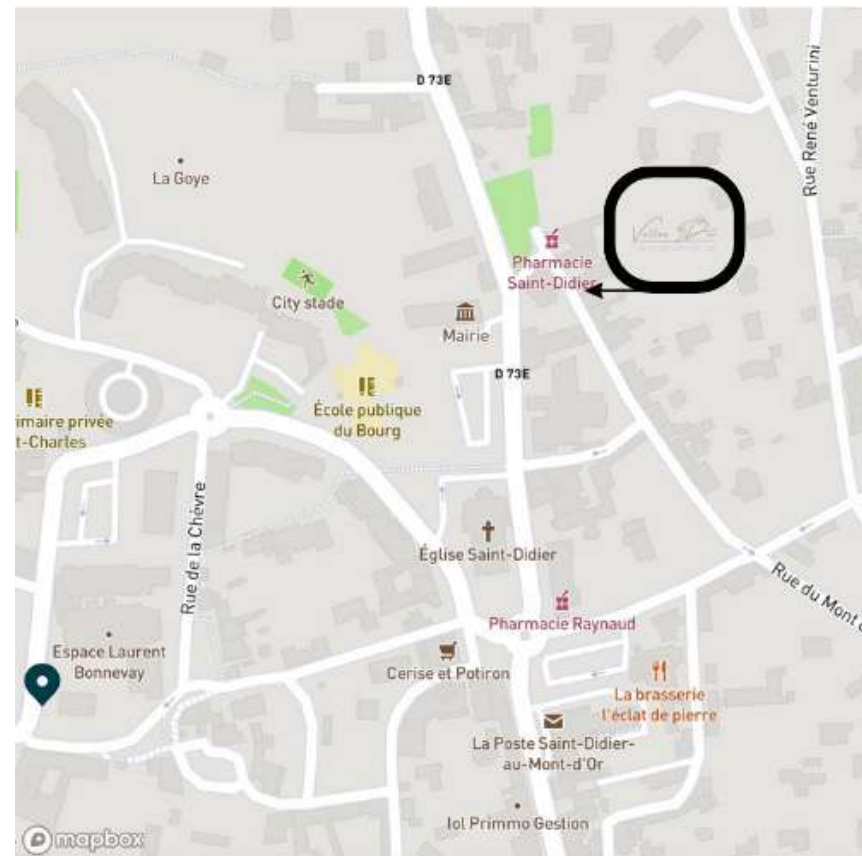 D 73E
Rue René Venturini
La Goye
Pharmacie
Saint-Didier
City stade
Mairie
D 73E
École publique
du Bourg
rimaire privée
t-Charles
Rue de la Chèvre
Église Saint-Didier
Rue du Mont d
Pharmacie Raynaud
Espace Laurent
Bonnevay
Cerise et Potiron
La brasserie
l'éclat de pierre
La Poste Saint-Didier-
au-Mont-d'Or
Iol Primmo Gestion
mapbox